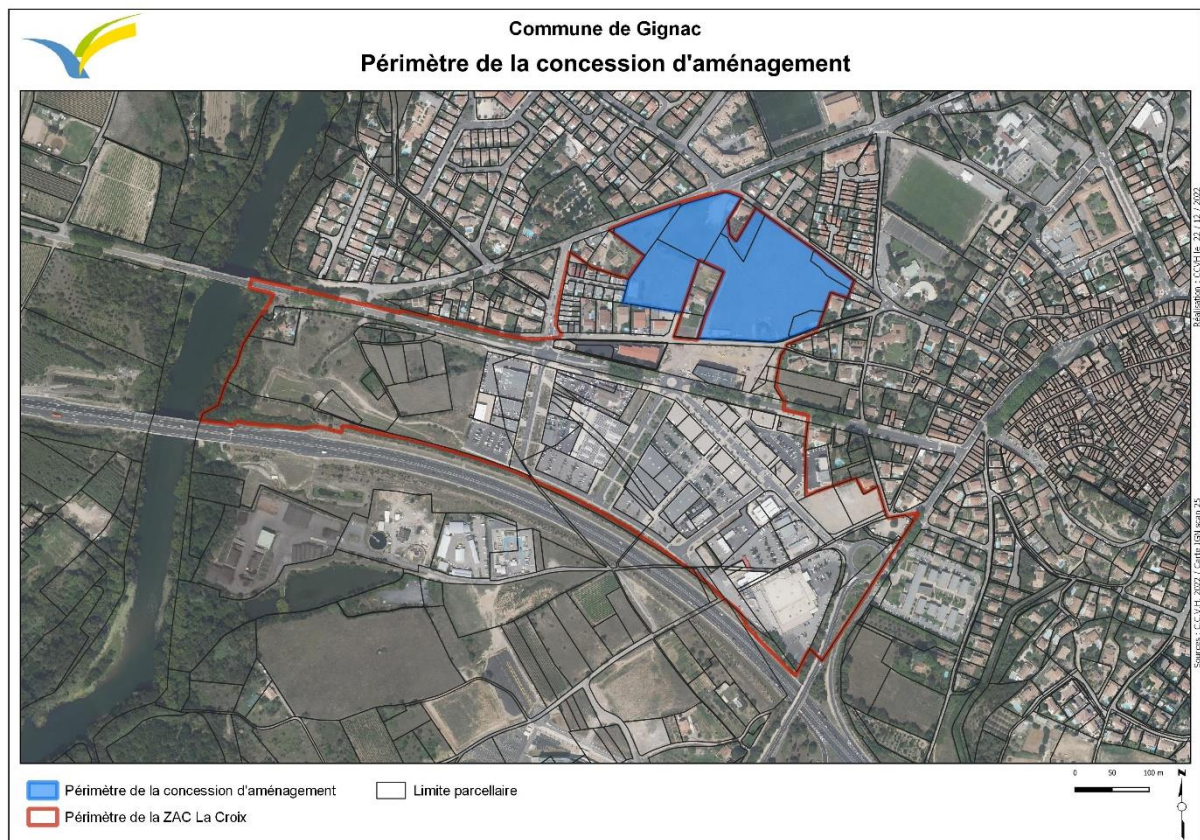 Commune de Gignac
Périmètre de la concession d'aménagement
Réalisation : CCVH le 22 / 12 / 2022
Sources : C.C.V.H. 2022 / Carte IGN scan 25
Périmètre de la concession d'aménagement
Limite parcellaire
Périmètre de la ZAC La Croix
0 50 100 m
N